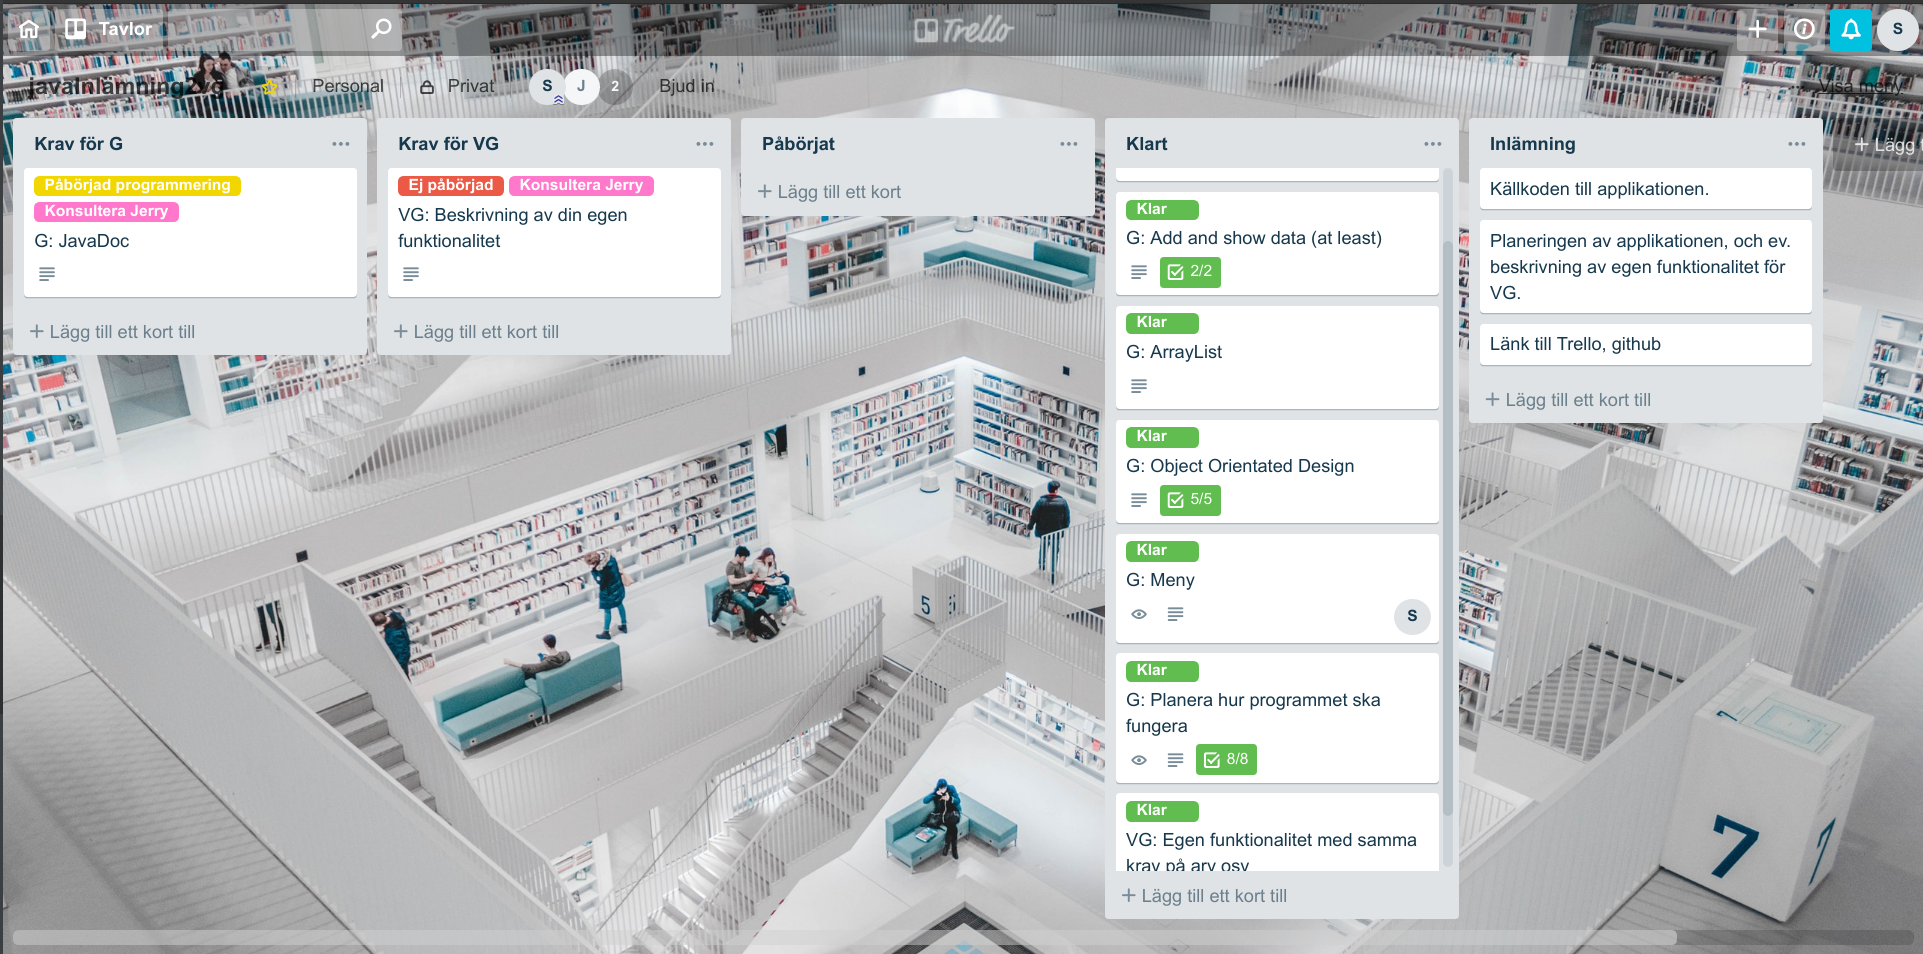 Tavlor
Trello
S
javaInlämning2vg
Personal
Privat
S
J
2
Bjud in
Visa meny
Krav för G
Påbörjad programmering
Konsultera Jerry
G: JavaDoc
+ Lägg till ett kort till
Krav för VG
Ej påbörjad
Konsultera Jerry
VG: Beskrivning av din egen
funktionalitet
+ Lägg till ett kort till
Påbörjat
+ Lägg till ett kort
Klart
Klar
G: Add and show data (at least)
2/2
Klar
G: ArrayList
Klar
G: Object Orientated Design
5/5
Klar
G: Meny
S
Klar
G: Planera hur programmet ska
fungera
8/8
Klar
VG: Egen funktionalitet med samma
krav på arv osv
+ Lägg till ett kort till
Inlämning
Källkoden till applikationen.
Planeringen av applikationen, och ev.
beskrivning av egen funktionalitet för
VG.
Länk till Trello, github
+ Lägg till ett kort till
+ Lägg
5
7
7